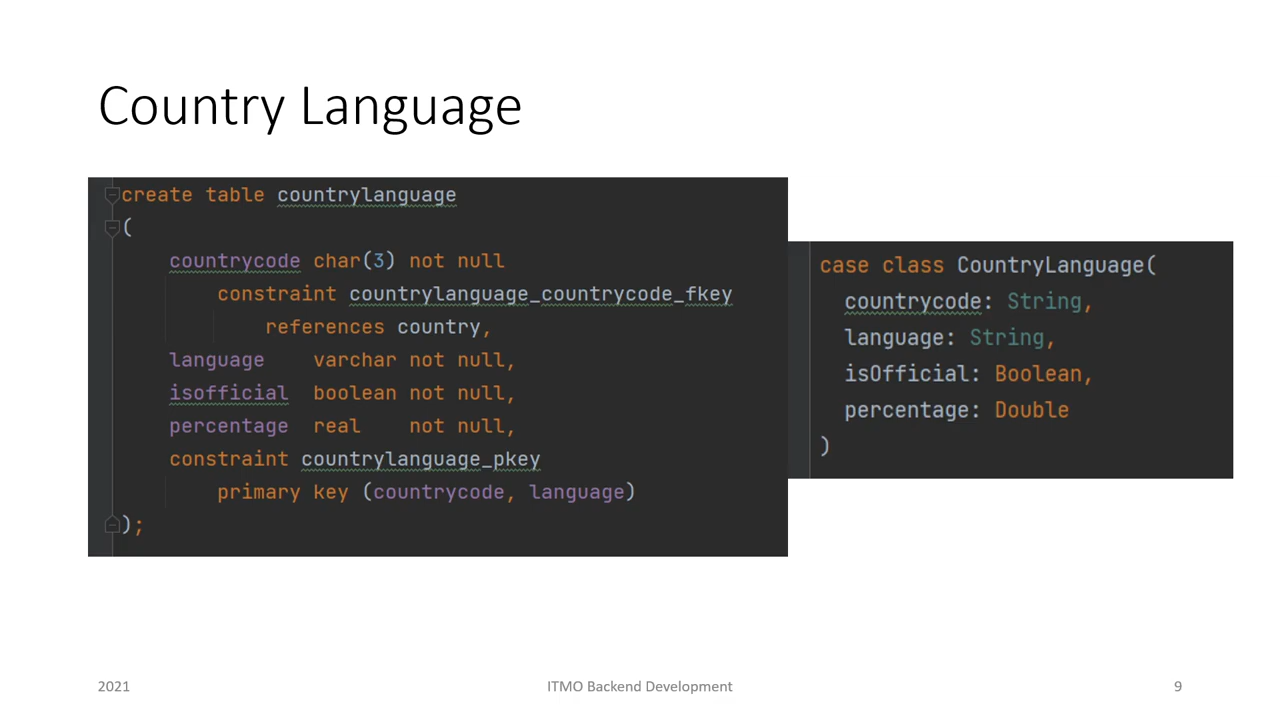 Country Language
create table countrylanguage
(
countrycode char(3) not null
constraint countrylanguage_countrycode_fkey
references country,
language varchar not null,
isofficial boolean not null,
percentage real not null,
constraint countrylanguage_pkey
primary key (countrycode, language)
);
case class CountryLanguage(
countrycode: String,
language: String,
isOfficial: Boolean,
percentage: Double
)
2021
ITMO Backend Development
9